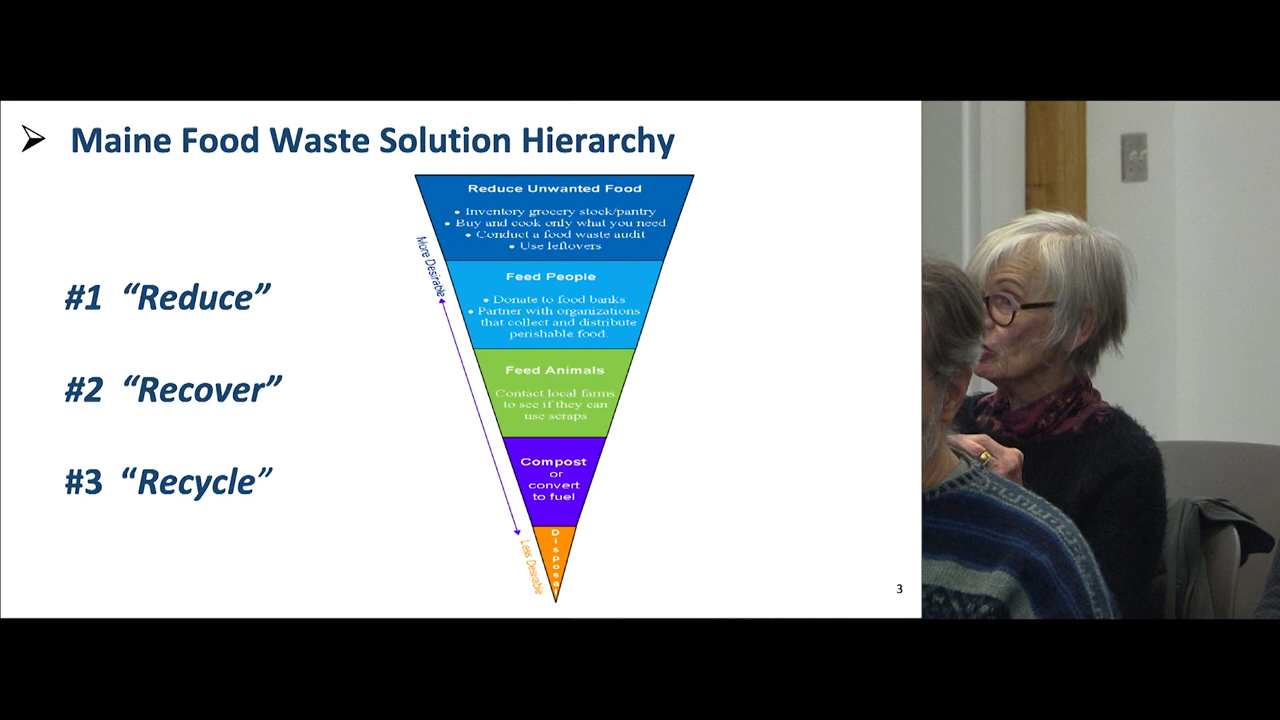 ➢ Maine Food Waste Solution Hierarchy
#1 “Reduce”
#2 “Recover”
#3 “Recycle”
More Desirable
Less Desirable
Reduce Unwanted Food
• Inventory grocery stock/pantry
• Buy and cook only what you need
• Conduct a food waste audit
• Use leftovers
Feed People
• Donate to food banks
• Partner with organizations
that collect and distribute
perishable food.
Feed Animals
Contact local farms
to see if they can
use scraps
Compost
or
convert
to fuel
Disposal
3